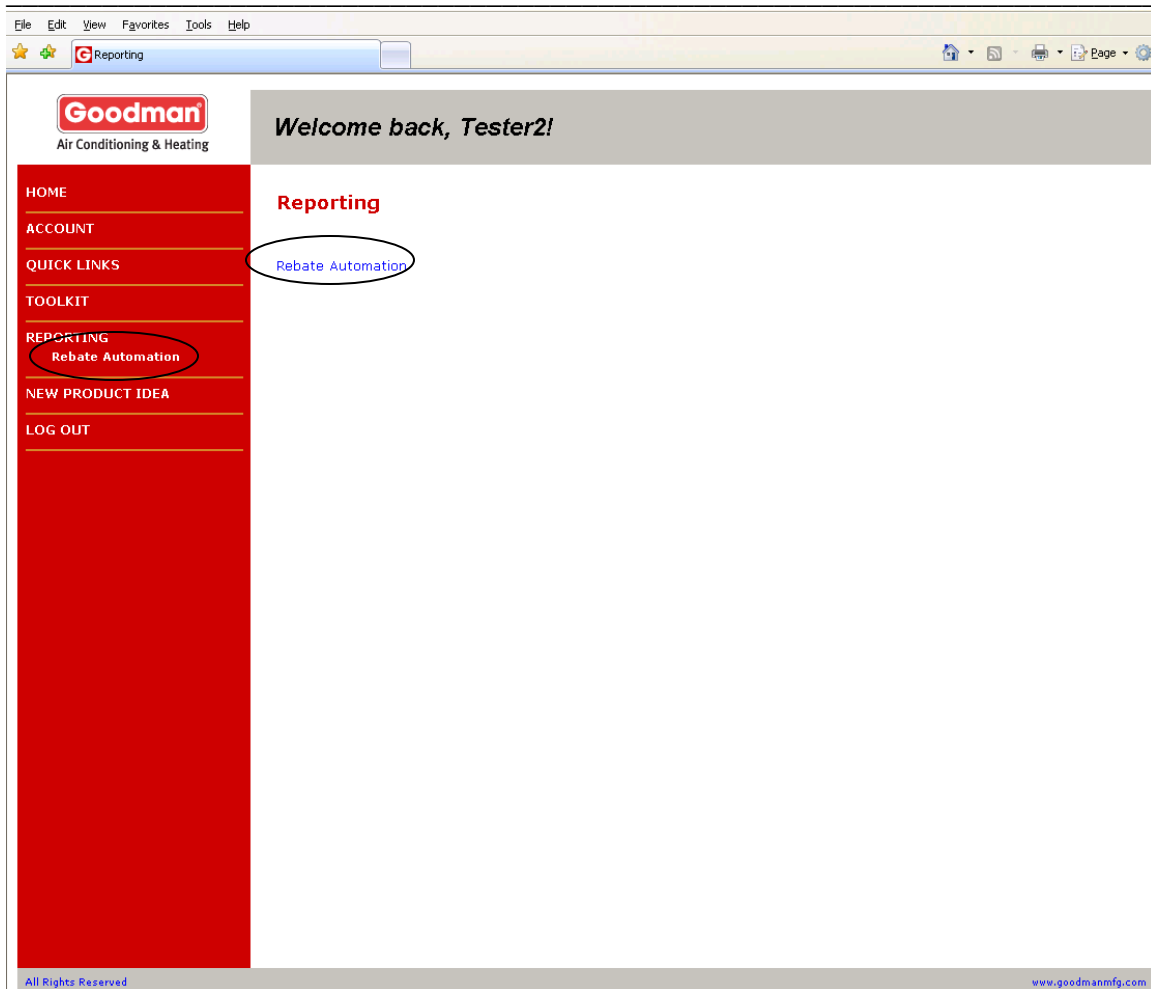 File Edit View Favorites Tools Help
Reporting
Page
Goodman
Air Conditioning & Heating
Welcome back, Tester2!
HOME
ACCOUNT
QUICK LINKS
TOOLKIT
REPORTING
Rebate Automation
NEW PRODUCT IDEA
LOG OUT
Reporting
Rebate Automation
All Rights Reserved
www.goodmanmfg.com